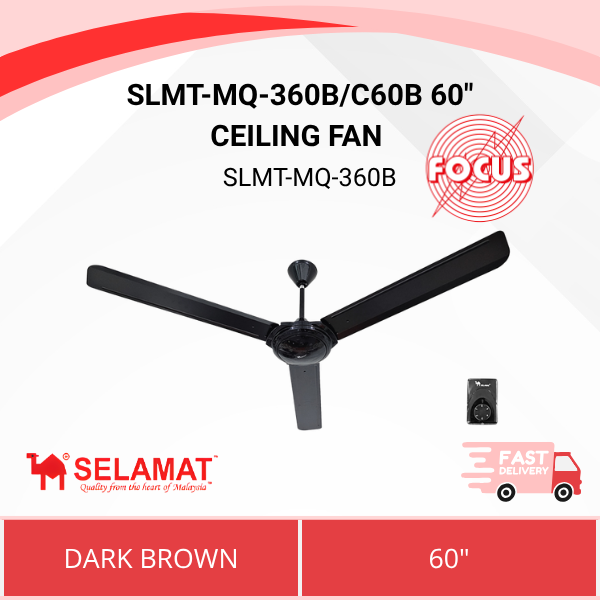 SLMT-MQ-360B/C60B 60"
CEILING FAN
SLMT-MQ-360B
FOCUS
SELAMAT™
Quality from the heart of Malaysia
FAST
DELIVERY
DARK BROWN
60"